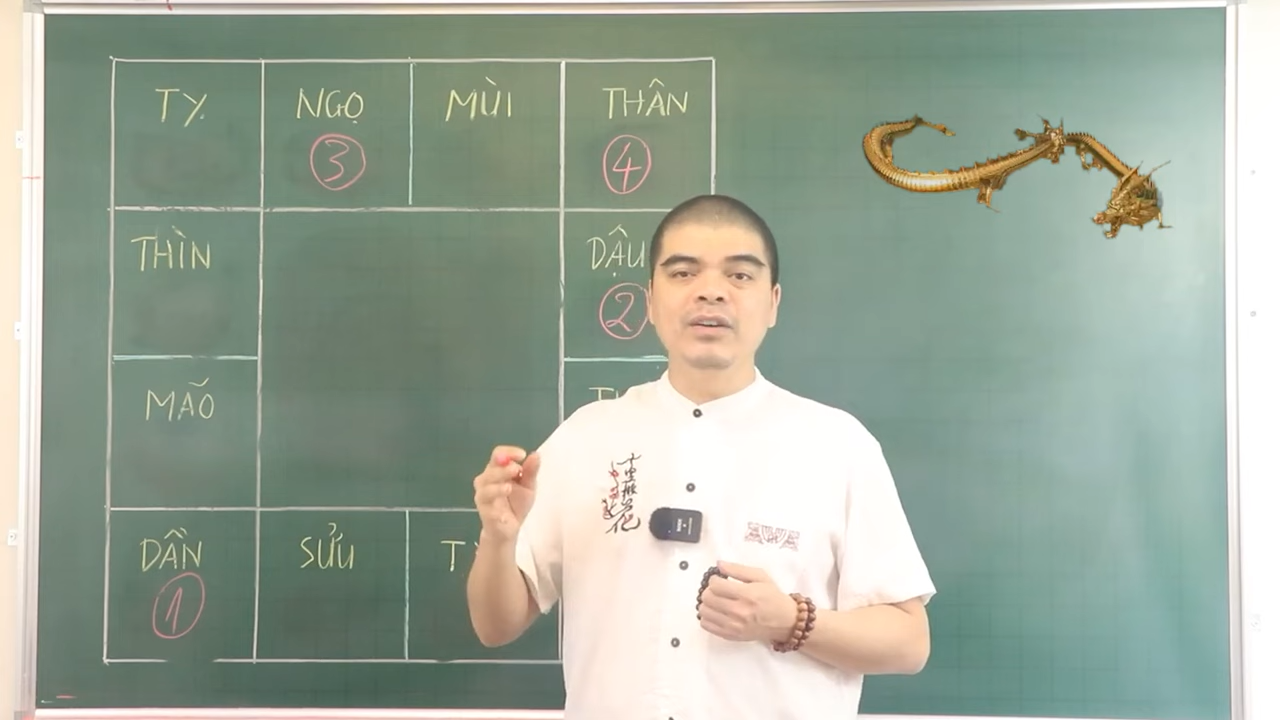 TỴ NGỌ MÙI THÂN
3 4
THÌN DẬU
2
MÃO
DẦN SỬU
1